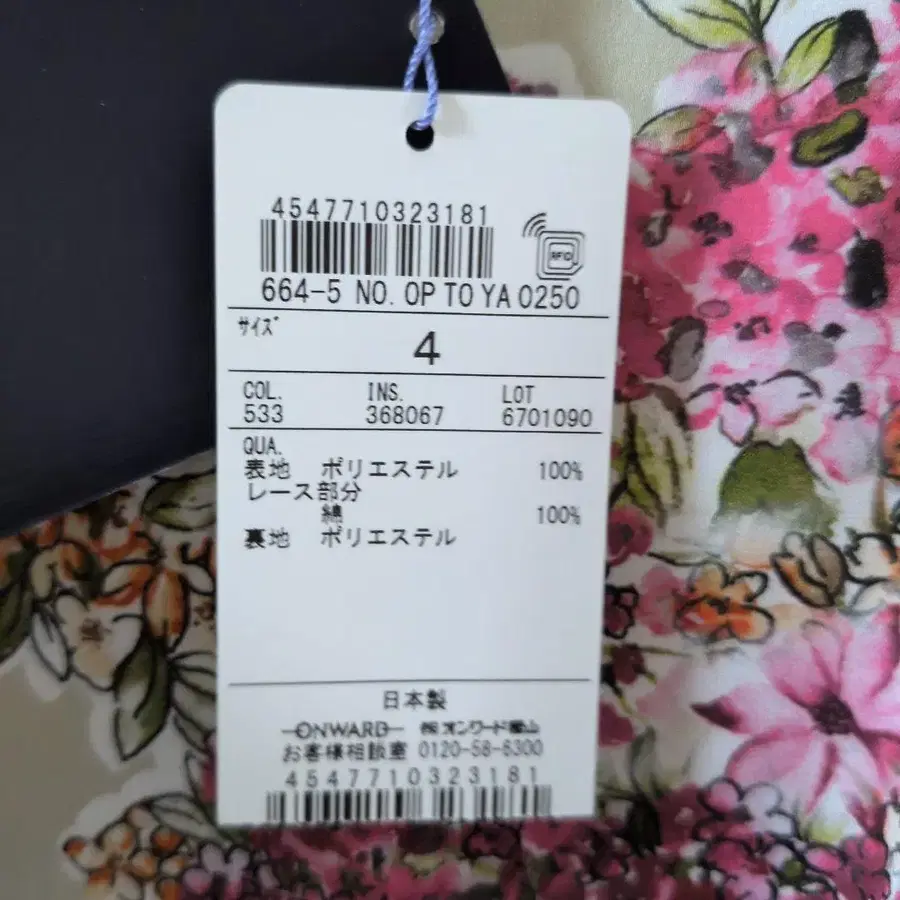 4547710323181
RFID
664-5 NO. OP TO YA 0250
サイズ
4
COL. INS. LOT
533 368067 6701090
QUA.
表地 ポリエステル 100%
レース部分
綿 100%
裏地 ポリエステル
日本製
ONWARD ㈱オンワード樫山
お客様相談室 0120-58-6300
4547710323181